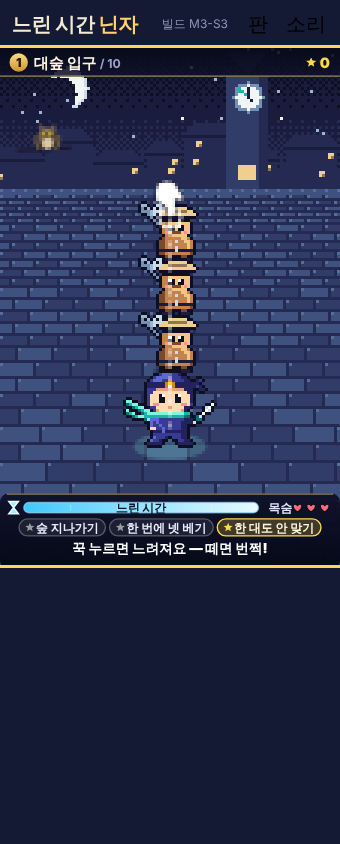 느린 시간 닌자 빌드 M3-S3 판 소리
1 대숲 입구 / 10 ★ 0
느린 시간 목숨 ♥ ♥ ♥
★숲 지나가기 ★한 번에 넷 베기 ★한 대도 안 맞기
꾹 누르면 느려져요 — 떼면 번쩍!